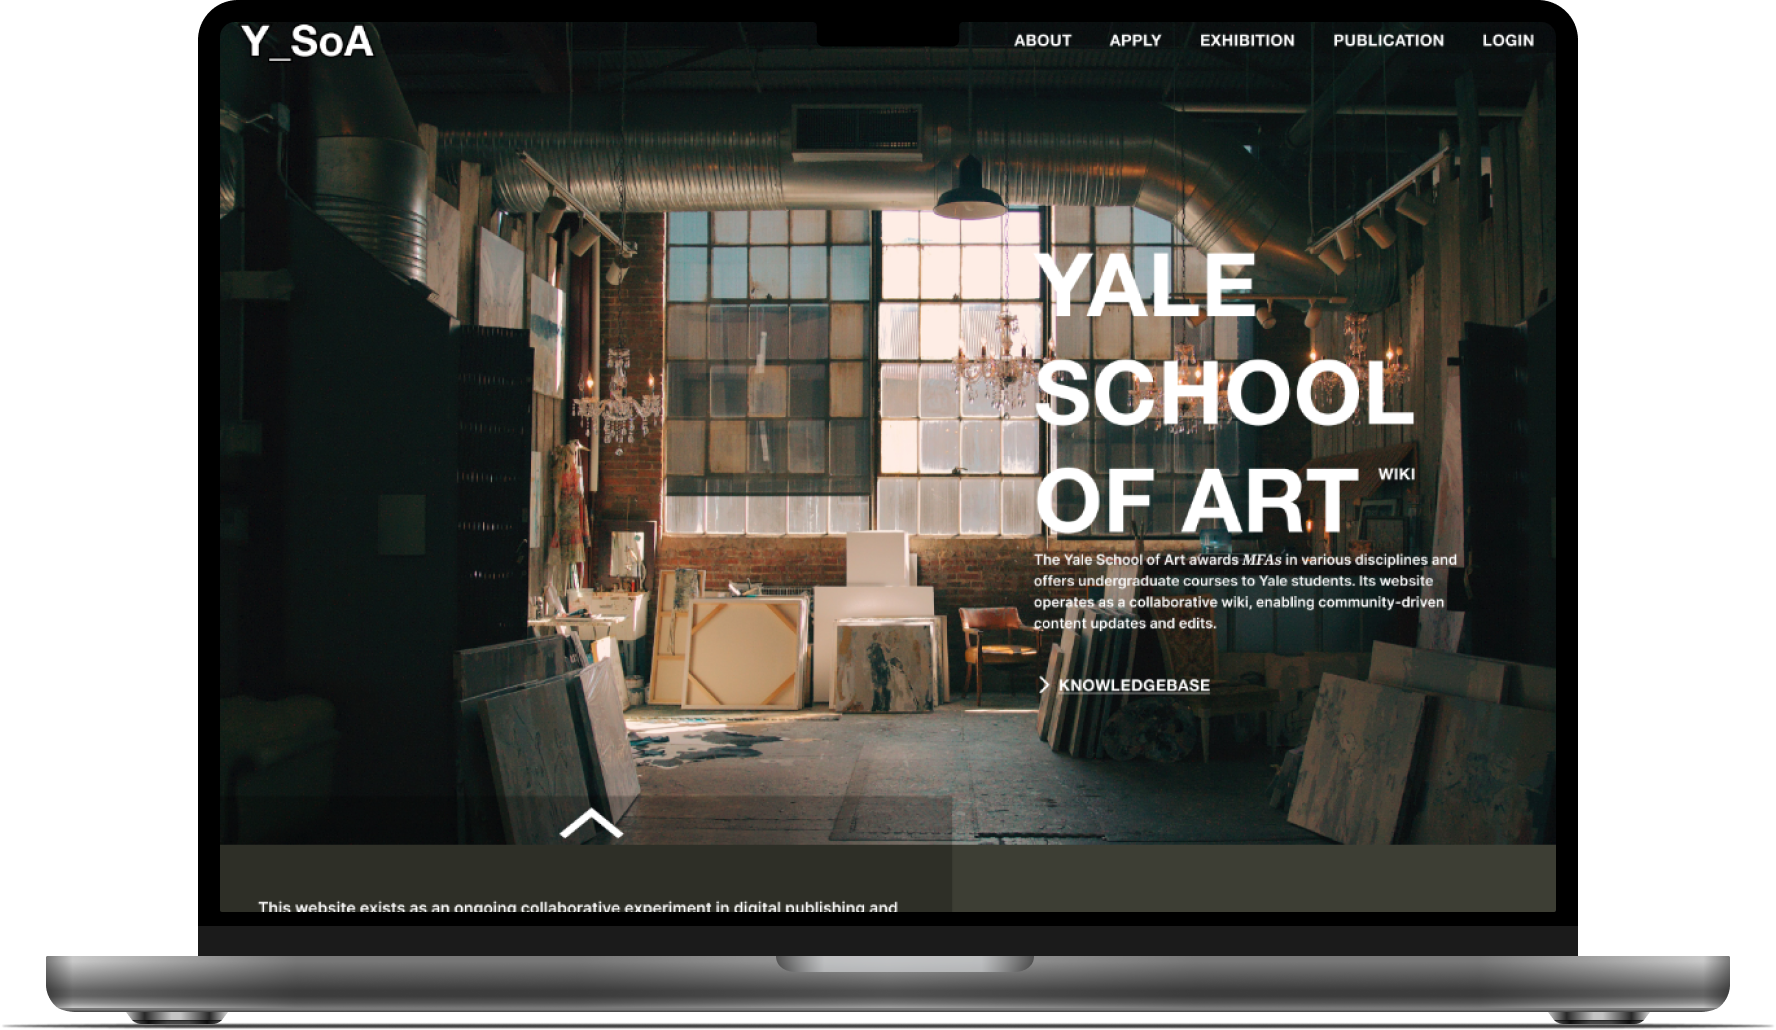 Y_SoA
ABOUT APPLY EXHIBITION PUBLICATION LOGIN
YALE
SCHOOL
OF ART WIKI
The Yale School of Art awards MFAs in various disciplines and
offers undergraduate courses to Yale students. Its website
operates as a collaborative wiki, enabling community-driven
content updates and edits.
KNOWLEDGEBASE
This website exists as an ongoing collaborative experiment in digital publishing and